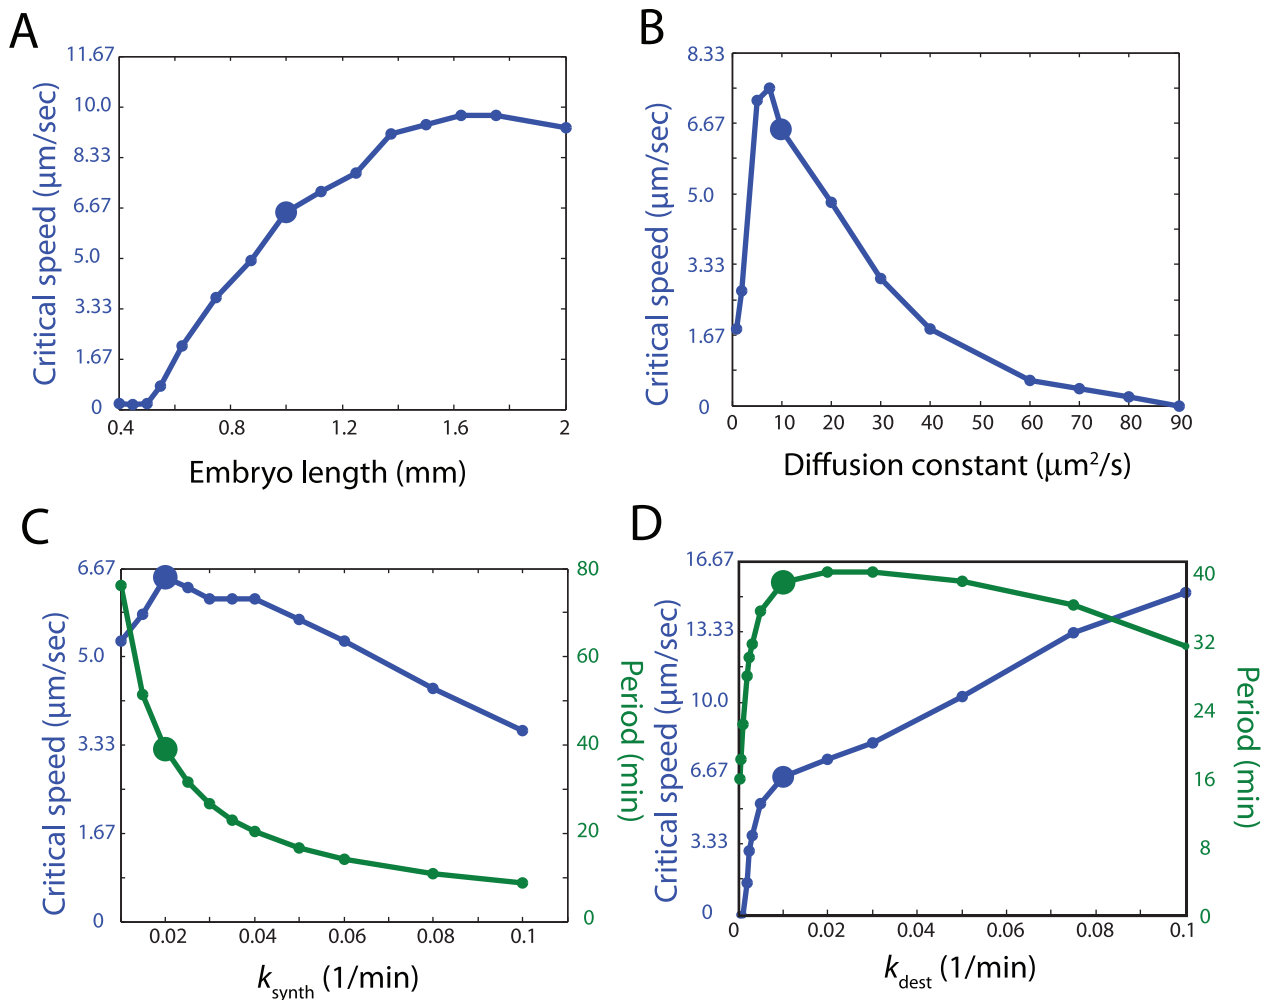 A
11.67
10.0
8.33
6.67
5.0
3.33
1.67
0
Critical speed (μm/sec)
0.4 0.8 1.2 1.6 2
Embryo length (mm)
B
8.33
6.67
5.0
3.33
1.67
0
Critical speed (μm/sec)
0 10 20 30 40 50 60 70 80 90
Diffusion constant (μm²/s)
C
6.67
5.0
3.33
1.67
0
Critical speed (μm/sec)
80
60
40
20
0
Period (min)
0.02 0.04 0.06 0.08 0.1
k_synth (1/min)
D
16.67
13.33
10.0
6.67
3.33
0
Critical speed (μm/sec)
40
32
24
16
8
0
Period (min)
0 0.02 0.04 0.06 0.08 0.1
k_dest (1/min)